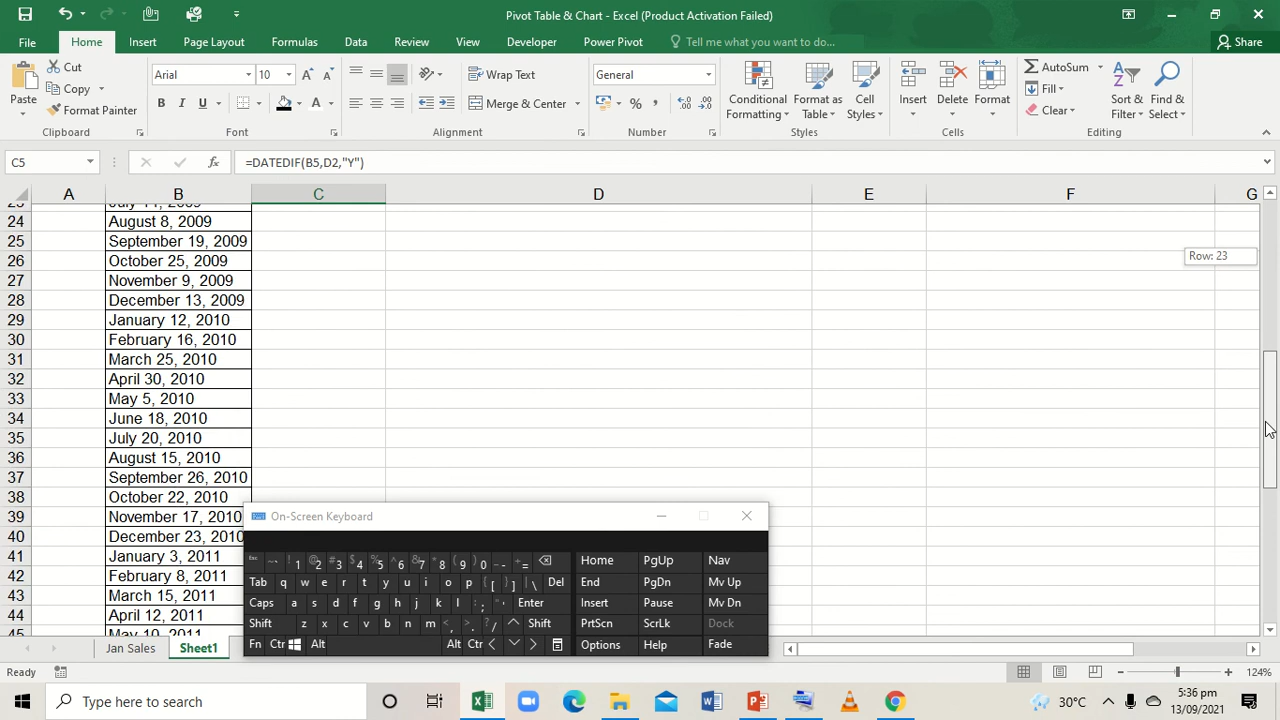 Pivot Table & Chart - Excel (Product Activation Failed)
File Home Insert Page Layout Formulas Data Review View Developer Power Pivot Tell me what you want to do... Share
Cut
Copy
Format Painter
Paste
Clipboard
Arial 10
B I U A
Font
Wrap Text
Merge & Center
Alignment
General
%
Number
Conditional Formatting
Format as Table
Cell Styles
Styles
Insert Delete Format
Cells
AutoSum
Fill
Clear
Sort & Filter
Find & Select
Editing
C5 fx =DATEDIF(B5,D2,"Y")
A B C D E F G
24 August 8, 2009
25 September 19, 2009
26 October 25, 2009
Row: 23
27 November 9, 2009
28 December 13, 2009
29 January 12, 2010
30 February 16, 2010
31 March 25, 2010
32 April 30, 2010
33 May 5, 2010
34 June 18, 2010
35 July 20, 2010
36 August 15, 2010
37 September 26, 2010
38 October 22, 2010
39 November 17, 2010
40 December 23, 2010
41 January 3, 2011
42 February 8, 2011
43 March 15, 2011
44 April 12, 2011
45 May 10, 2011
On-Screen Keyboard
Esc ~` !1 @2 #3 $4 %5 ^6 &7 *8 (9 )0 _- += Home PgUp Nav
Tab q w e r t y u i o p {[ }] |\ Del End PgDn Mv Up
Caps a s d f g h j k l :; "' Enter Insert Pause Mv Dn
Shift z x c v b n m <, >. ?/ Shift PrtScn ScrLk Dock
Fn Ctr Alt Alt Ctr Options Help Fade
Jan Sales Sheet1
Ready 124%
Type here to search
30°C
5:36 pm
13/09/2021